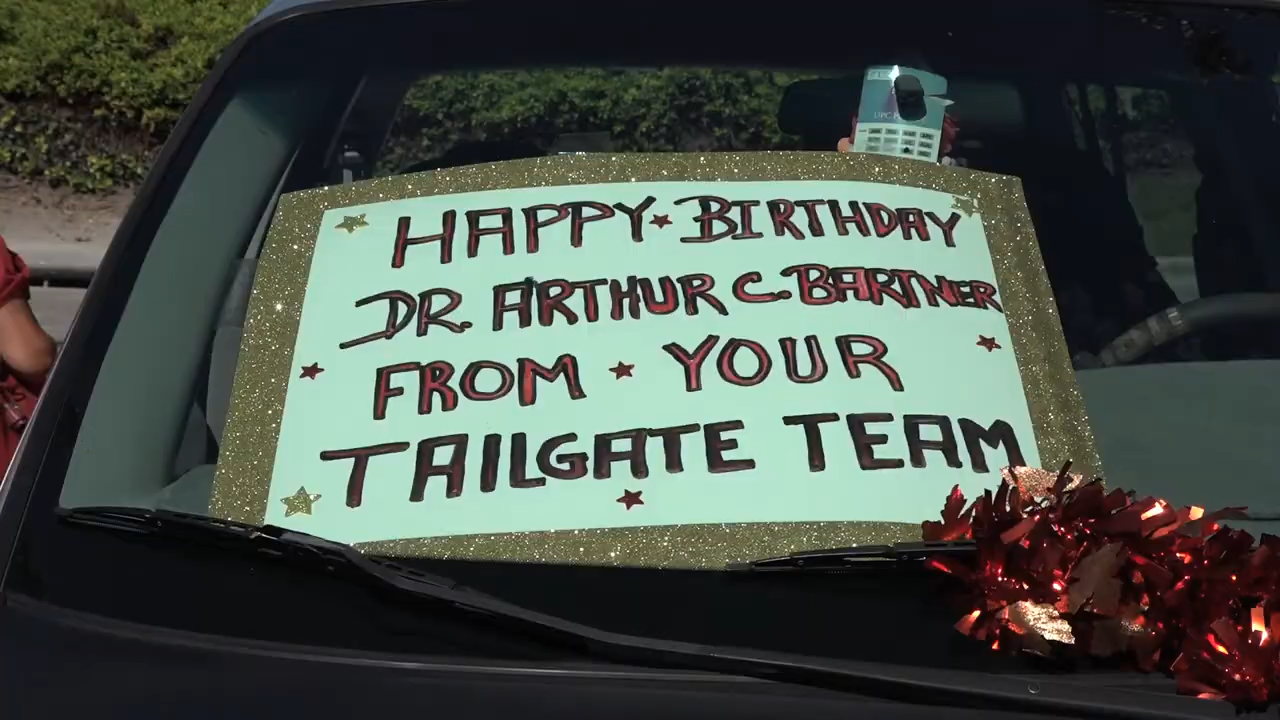 HAPPY BIRTHDAY
DR. ARTHUR C. BARTNER
FROM YOUR
TAILGATE TEAM